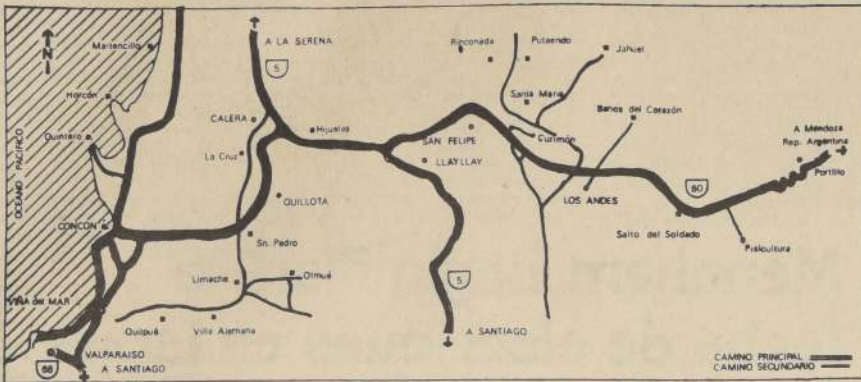 N
Maitencillo
Horcón
Quintero
OCEANO PACIFICO
CONCON
VIÑA del MAR
VALPARAISO
68
A SANTIAGO
A LA SERENA
5
CALERA
La Cruz
Hijuelas
QUILLOTA
Sn. Pedro
Limache
Olmué
Quilpué
Villa Alemana
Rinconada
Putaendo
Jahuel
Santa María
Curimón
SAN FELIPE
LLAYLLAY
5
A SANTIAGO
Banos del Corazón
LOS ANDES
60
Salto del Soldado
Pisicultura
A Mendoza
Rep. Argentina
Portillo
CAMINO PRINCIPAL
CAMINO SECUNDARIO